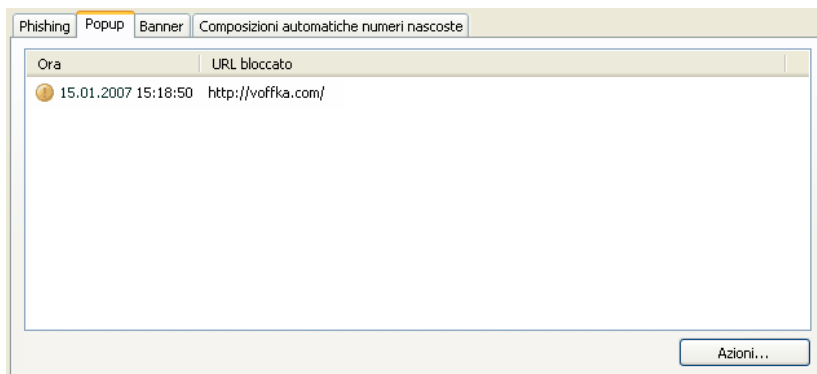 Phishing Popup Banner Composizioni automatiche numeri nascoste
Ora URL bloccato
15.01.2007 15:18:50 http://voffka.com/
Azioni...